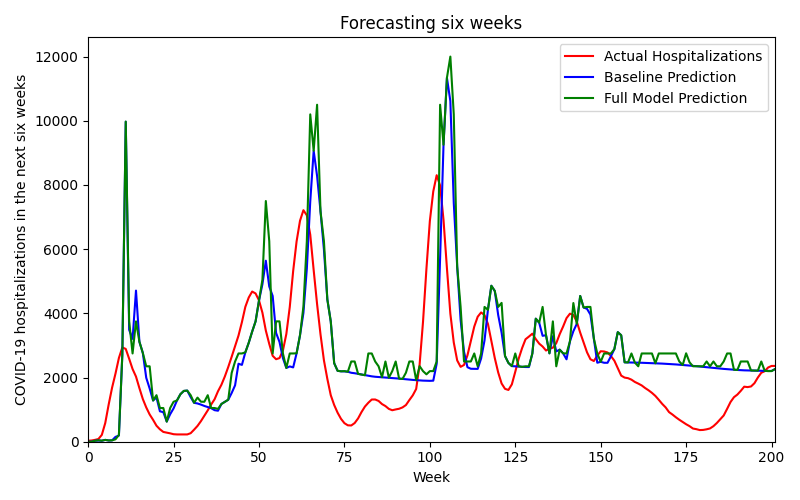 Forecasting six weeks
Actual Hospitalizations
Baseline Prediction
Full Model Prediction
COVID-19 hospitalizations in the next six weeks
12000
10000
8000
6000
4000
2000
0
0 25 50 75 100 125 150 175 200
Week